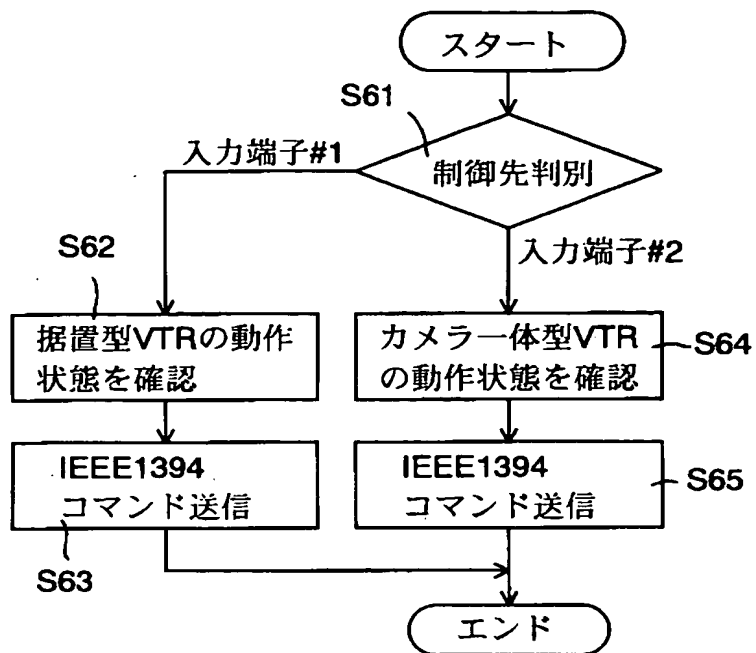 スタート
S61
入力端子#1
制御先判別
入力端子#2
S62
据置型VTRの動作
状態を確認
カメラ一体型VTR
の動作状態を確認
S64
IEEE1394
コマンド送信
S63
IEEE1394
コマンド送信
S65
エンド